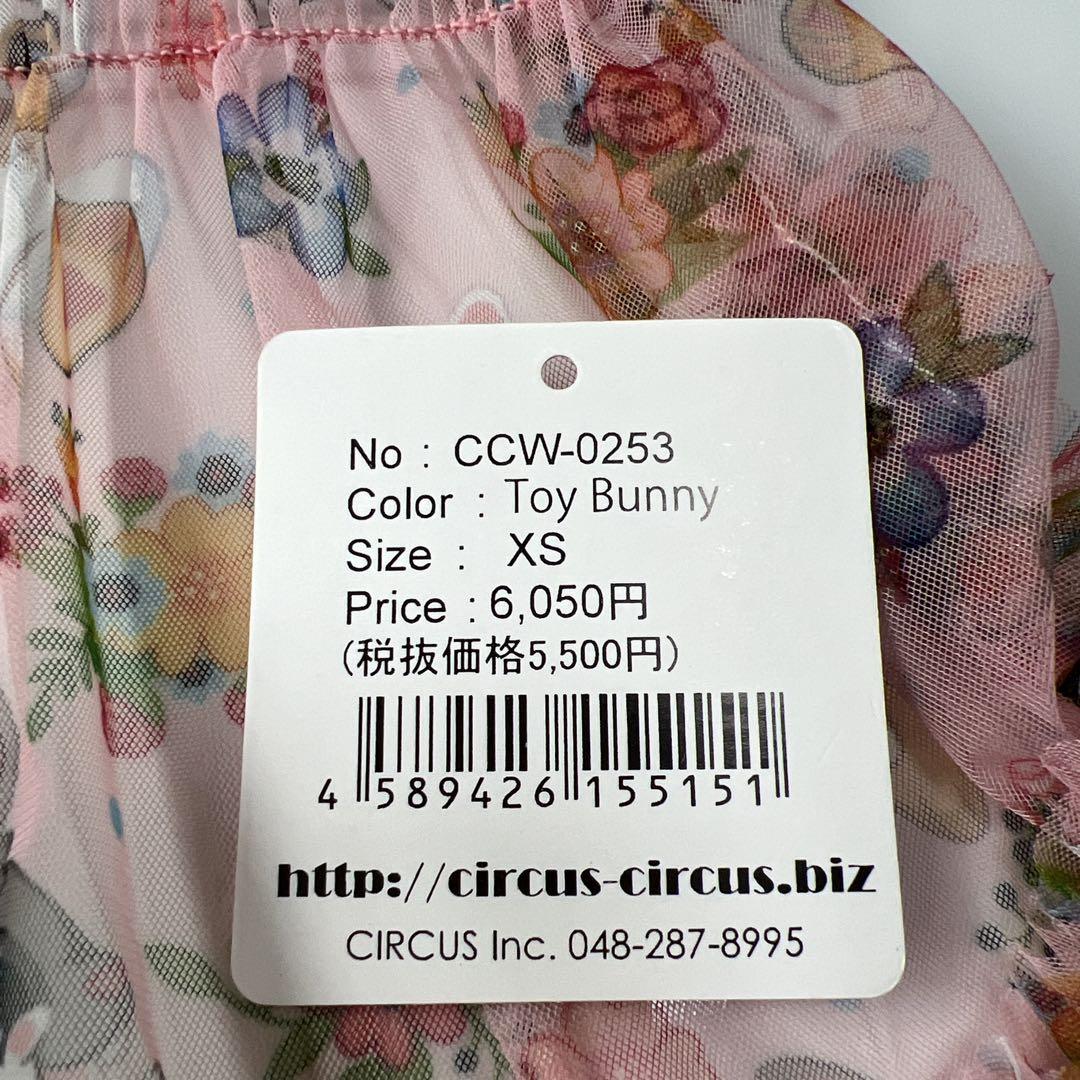 No : CCW-0253
Color : Toy Bunny
Size : XS
Price : 6,050円
(税抜価格5,500円)
4 589426 155151
http://circus-circus.biz
CIRCUS Inc. 048-287-8995